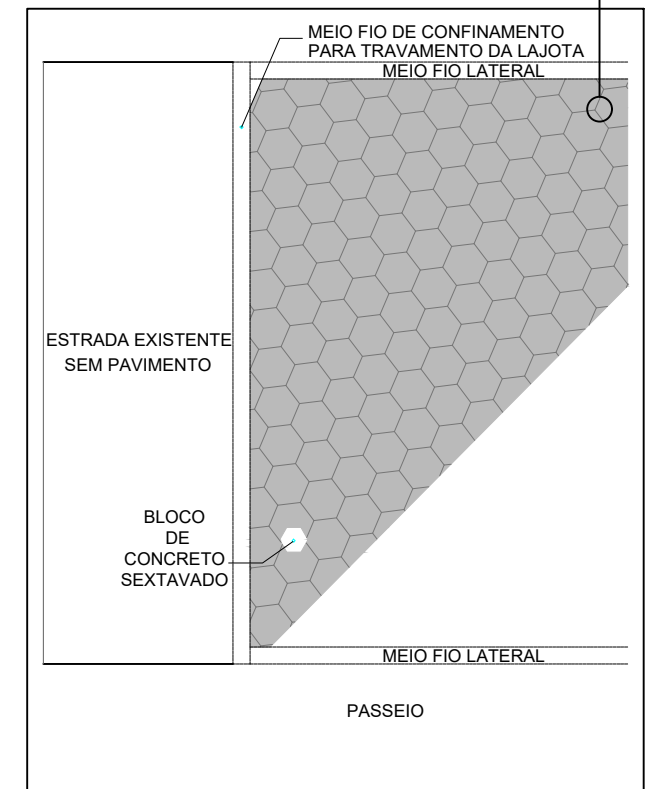 MEIO FIO DE CONFINAMENTO
PARA TRAVAMENTO DA LAJOTA
MEIO FIO LATERAL
ESTRADA EXISTENTE
SEM PAVIMENTO
BLOCO
DE
CONCRETO
SEXTAVADO
MEIO FIO LATERAL
PASSEIO